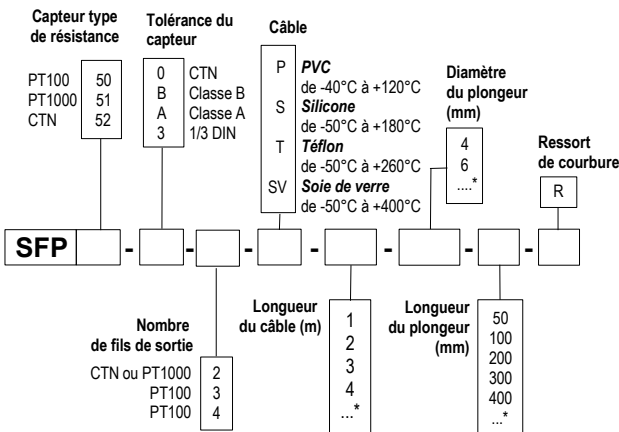 Capteur type
de résistance
PT100 50
PT1000 51
CTN 52
Tolérance du
capteur
0 CTN
B Classe B
A Classe A
3 1/3 DIN
Câble
P PVC
de -40°C à +120°C
S Silicone
de -50°C à +180°C
T Téflon
de -50°C à +260°C
SV Soie de verre
de -50°C à +400°C
Diamètre
du plongeur
(mm)
4
6
....*
Ressort
de courbure
R
SFP - - - - - - -
Nombre
de fils de sortie
CTN ou PT1000 2
PT100 3
PT100 4
Longueur
du câble (m)
1
2
3
4
...*
Longueur
du plongeur
(mm)
50
100
200
300
400
...*